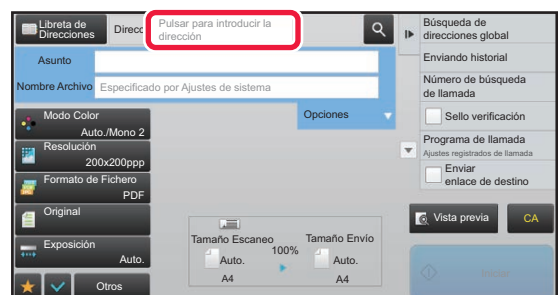 Libreta de
Direcciones
Direcc
Pulsar para introducir la
dirección
Asunto
Nombre Archivo
Especificado por Ajustes de sistema
Opciones
Modo Color
Auto./Mono 2
Resolución
200x200ppp
Formato de Fichero
PDF
Original
Exposición
Auto.
Otros
Tamaño Escaneo
100%
Tamaño Envío
Auto.
Auto.
A4
A4
Búsqueda de
direcciones global
Enviando historial
Número de búsqueda
de llamada
Sello verificación
Programa de llamada
Ajustes registrados de llamada
Enviar
enlace de destino
Vista previa
CA
Iniciar